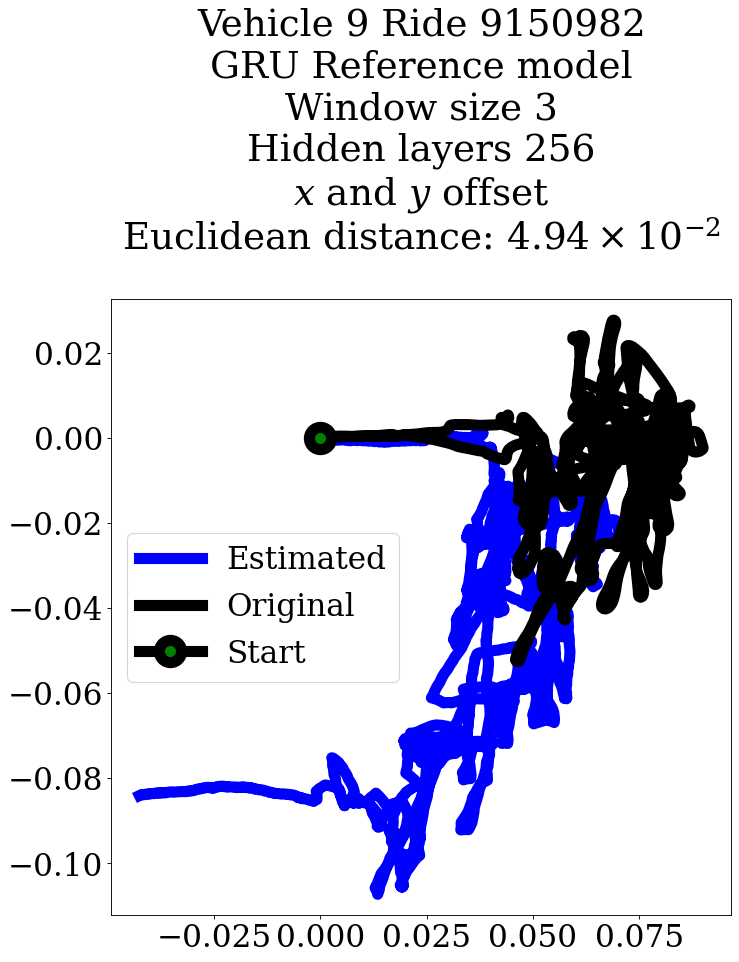 Vehicle 9 Ride 9150982
GRU Reference model
Window size 3
Hidden layers 256
x and y offset
Euclidean distance: 4.94 × 10⁻²
0.02
0.00
−0.02
−0.04
−0.06
−0.08
−0.10
Estimated
Original
Start
−0.025 0.000 0.025 0.050 0.075